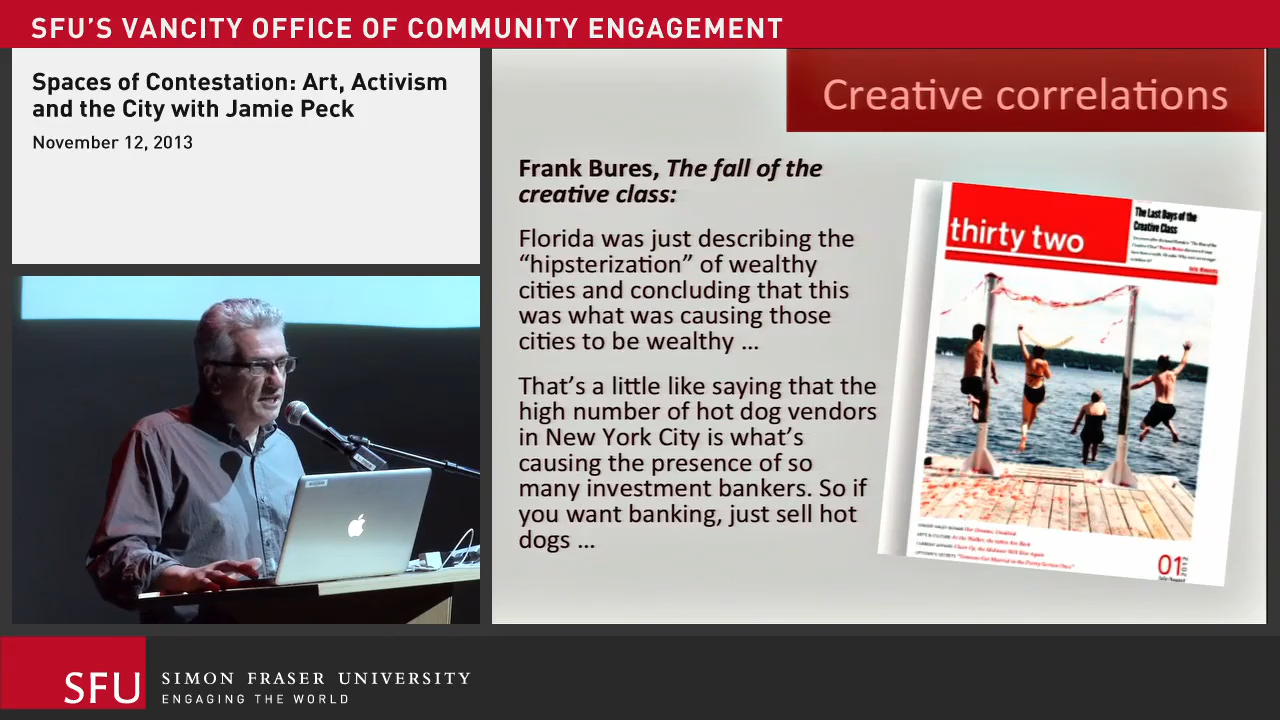 SFU'S VANCITY OFFICE OF COMMUNITY ENGAGEMENT
Spaces of Contestation: Art, Activism
and the City with Jamie Peck
November 12, 2013
Creative correlations
Frank Bures, The fall of the
creative class:
Florida was just describing the
“hipsterization” of wealthy
cities and concluding that this
was what was causing those
cities to be wealthy ...
That’s a little like saying that the
high number of hot dog vendors
in New York City is what’s
causing the presence of so
many investment bankers. So if
you want banking, just sell hot
dogs ...
thirty two
The Last Days of the
Creative Class
01
2012
SFU
SIMON FRASER UNIVERSITY
ENGAGING THE WORLD